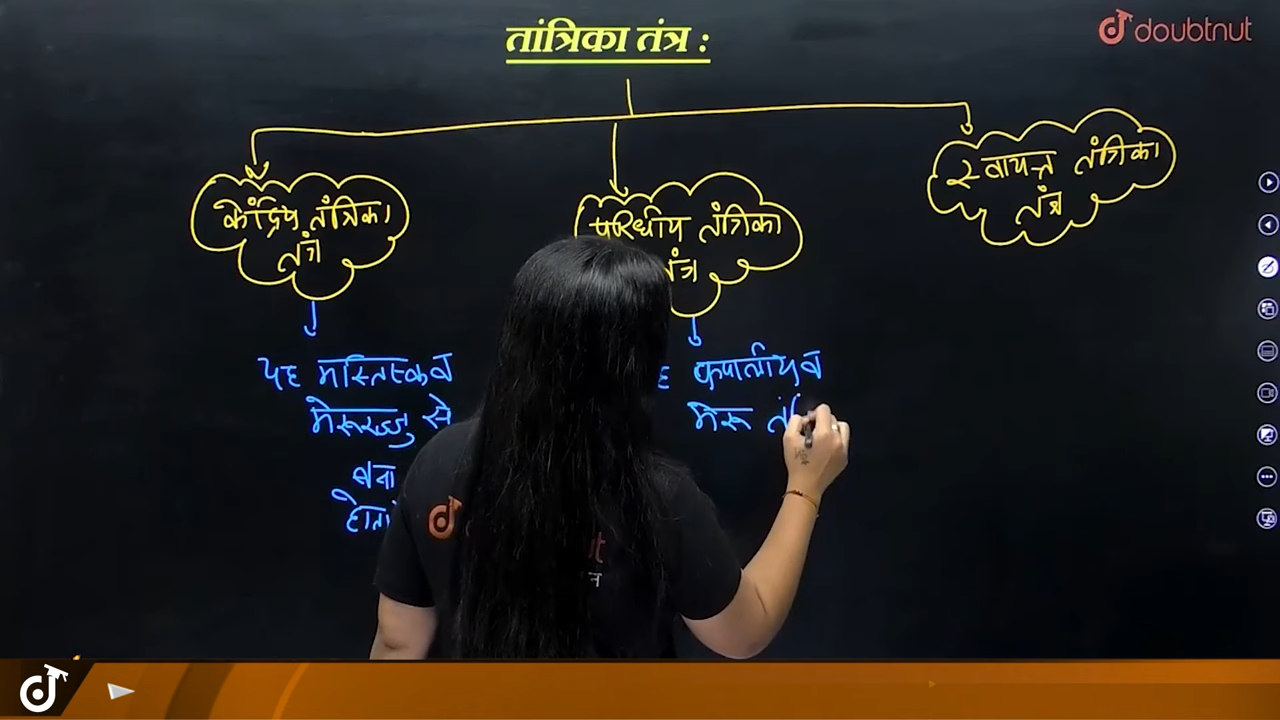 तांत्रिका तंत्र :
doubtnut
केंद्रिय तंत्रिका
तंत्र
परिधीय तंत्रिका
तंत्र
स्वायत्त तंत्रिका
तंत्र
यह मस्तिष्क व
मेरूरज्जु से
बना
होता
कपालीय व
मेरू